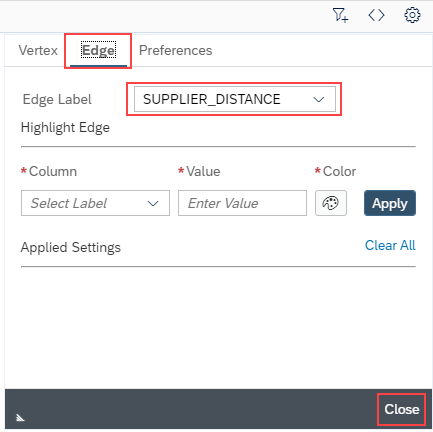 Vertex Edge Preferences
Edge Label SUPPLIER_DISTANCE
Highlight Edge
*Column *Value *Color
Select Label Enter Value Apply
Applied Settings Clear All
Close